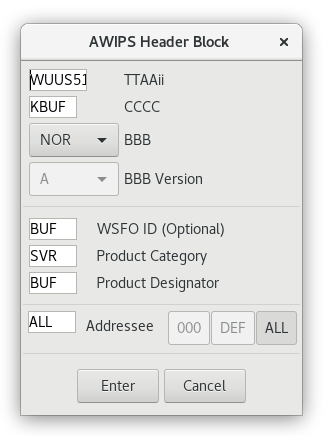 AWIPS Header Block ×
WUUS51 TTAAii
KBUF CCCC
NOR BBB
A BBB Version
BUF WSFO ID (Optional)
SVR Product Category
BUF Product Designator
ALL Addressee 000 DEF ALL
Enter Cancel